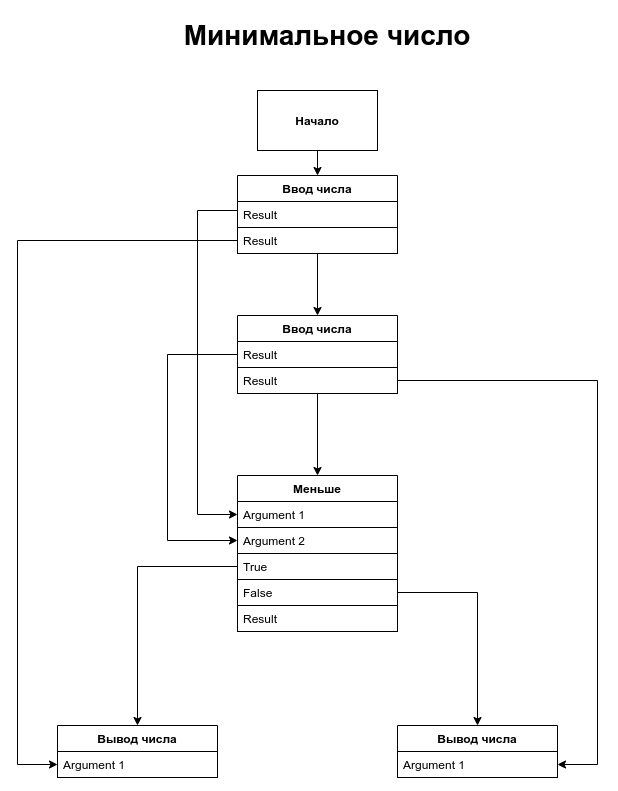 Минимальное число
Начало
Ввод числа
Result
Result
Ввод числа
Result
Result
Меньше
Argument 1
Argument 2
True
False
Result
Вывод числа
Argument 1
Вывод числа
Argument 1